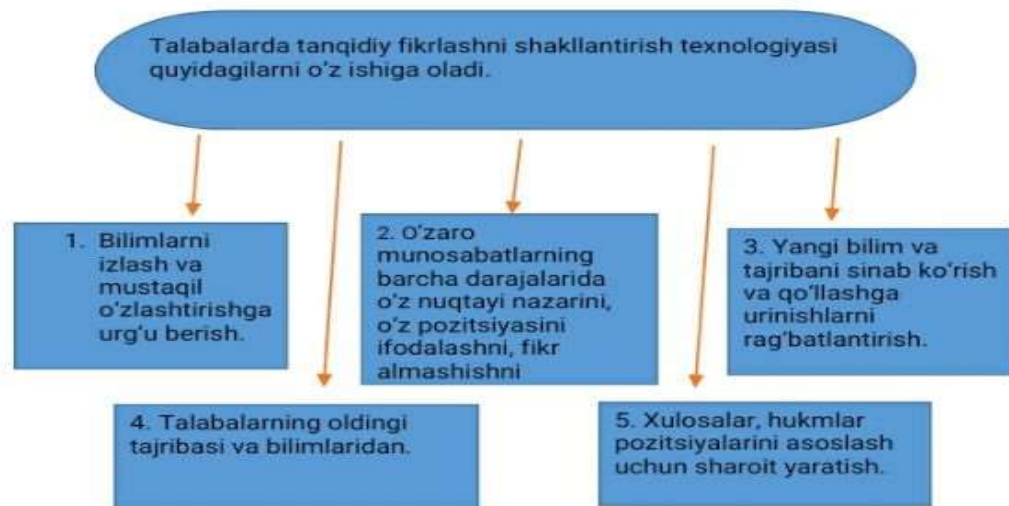 Talabalarda tanqidiy fikrlashni shakllantirish texnologiyasi
quyidagilarni o'z ishiga oladi.
1. Bilimlarni
izlash va
mustaqil
o'zlashtirishga
urg'u berish.
2. O'zaro
munosabatlarning
barcha darajalarida
o'z nuqtayi nazarini,
o'z pozitsiyasini
ifodalashni, fikr
almashishni
3. Yangi bilim va
tajribani sinab ko'rish
va qo'llashga
urinishlarni
rag'batlantirish.
4. Talabalarning oldingi
tajribasi va bilimlaridan.
5. Xulosalar, hukmlar
pozitsiyalarini asoslash
uchun sharoit yaratish.